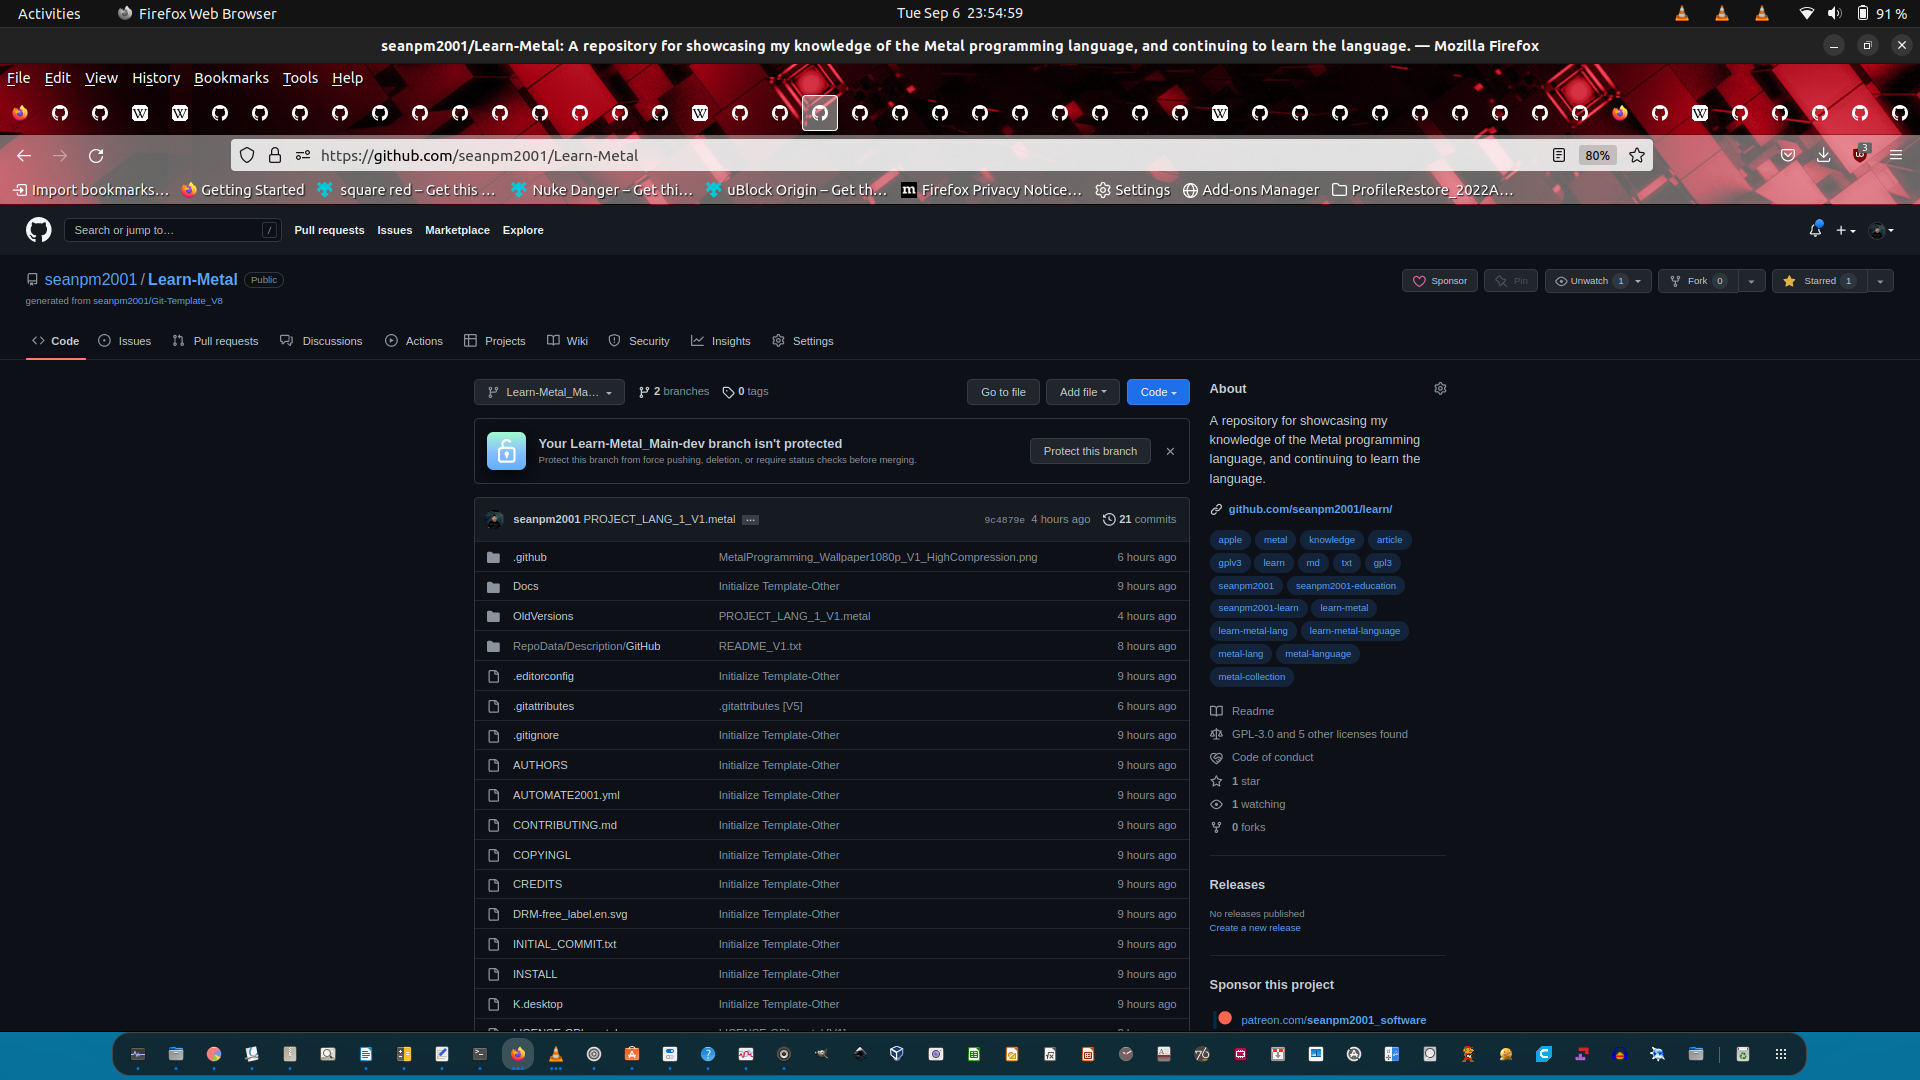 Activities
Firefox Web Browser
Tue Sep 6 23:54:59
91 %
seanpm2001/Learn-Metal: A repository for showcasing my knowledge of the Metal programming language, and continuing to learn the language. — Mozilla Firefox
File Edit View History Bookmarks Tools Help
https://github.com/seanpm2001/Learn-Metal
80%
3
Import bookmarks…
Getting Started
square red – Get this …
Nuke Danger – Get thi…
uBlock Origin – Get th…
Firefox Privacy Notice…
Settings
Add-ons Manager
ProfileRestore_2022A…
Search or jump to…
/
Pull requests
Issues
Marketplace
Explore
seanpm2001 / Learn-Metal
Public
generated from seanpm2001/Git-Template_V8
Sponsor
Pin
Unwatch 1
Fork 0
Starred 1
Code
Issues
Pull requests
Discussions
Actions
Projects
Wiki
Security
Insights
Settings
Learn-Metal_Ma…
2 branches
0 tags
Go to file
Add file
Code
Your Learn-Metal_Main-dev branch isn't protected
Protect this branch from force pushing, deletion, or require status checks before merging.
Protect this branch
seanpm2001 PROJECT_LANG_1_V1.metal
9c4879e 4 hours ago
21 commits
.github MetalProgramming_Wallpaper1080p_V1_HighCompression.png 6 hours ago
Docs Initialize Template-Other 9 hours ago
OldVersions PROJECT_LANG_1_V1.metal 4 hours ago
RepoData/Description/GitHub README_V1.txt 8 hours ago
.editorconfig Initialize Template-Other 9 hours ago
.gitattributes .gitattributes [V5] 6 hours ago
.gitignore Initialize Template-Other 9 hours ago
AUTHORS Initialize Template-Other 9 hours ago
AUTOMATE2001.yml Initialize Template-Other 9 hours ago
CONTRIBUTING.md Initialize Template-Other 9 hours ago
COPYINGL Initialize Template-Other 9 hours ago
CREDITS Initialize Template-Other 9 hours ago
DRM-free_label.en.svg Initialize Template-Other 9 hours ago
INITIAL_COMMIT.txt Initialize Template-Other 9 hours ago
INSTALL Initialize Template-Other 9 hours ago
K.desktop Initialize Template-Other 9 hours ago
About
A repository for showcasing my
knowledge of the Metal programming
language, and continuing to learn the
language.
github.com/seanpm2001/learn/
apple metal knowledge article
gplv3 learn md txt gpl3
seanpm2001 seanpm2001-education
seanpm2001-learn learn-metal
learn-metal-lang learn-metal-language
metal-lang metal-language
metal-collection
Readme
GPL-3.0 and 5 other licenses found
Code of conduct
1 star
1 watching
0 forks
Releases
No releases published
Create a new release
Sponsor this project
patreon.com/seanpm2001_software